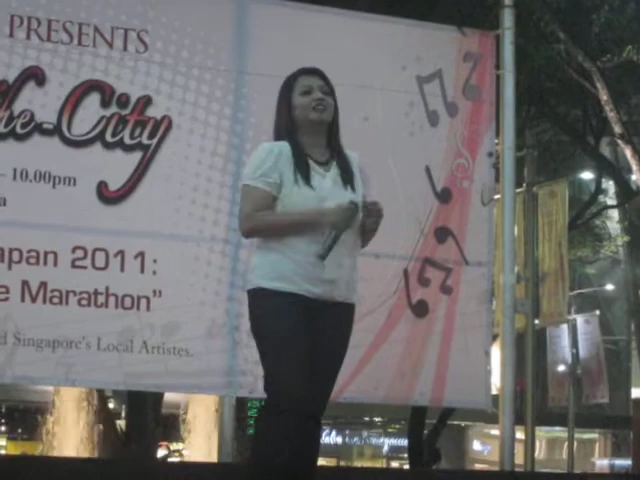 PRESENTS
he-City
– 10.00pm
a
apan 2011:
e Marathon”
d Singapore's Local Artistes.